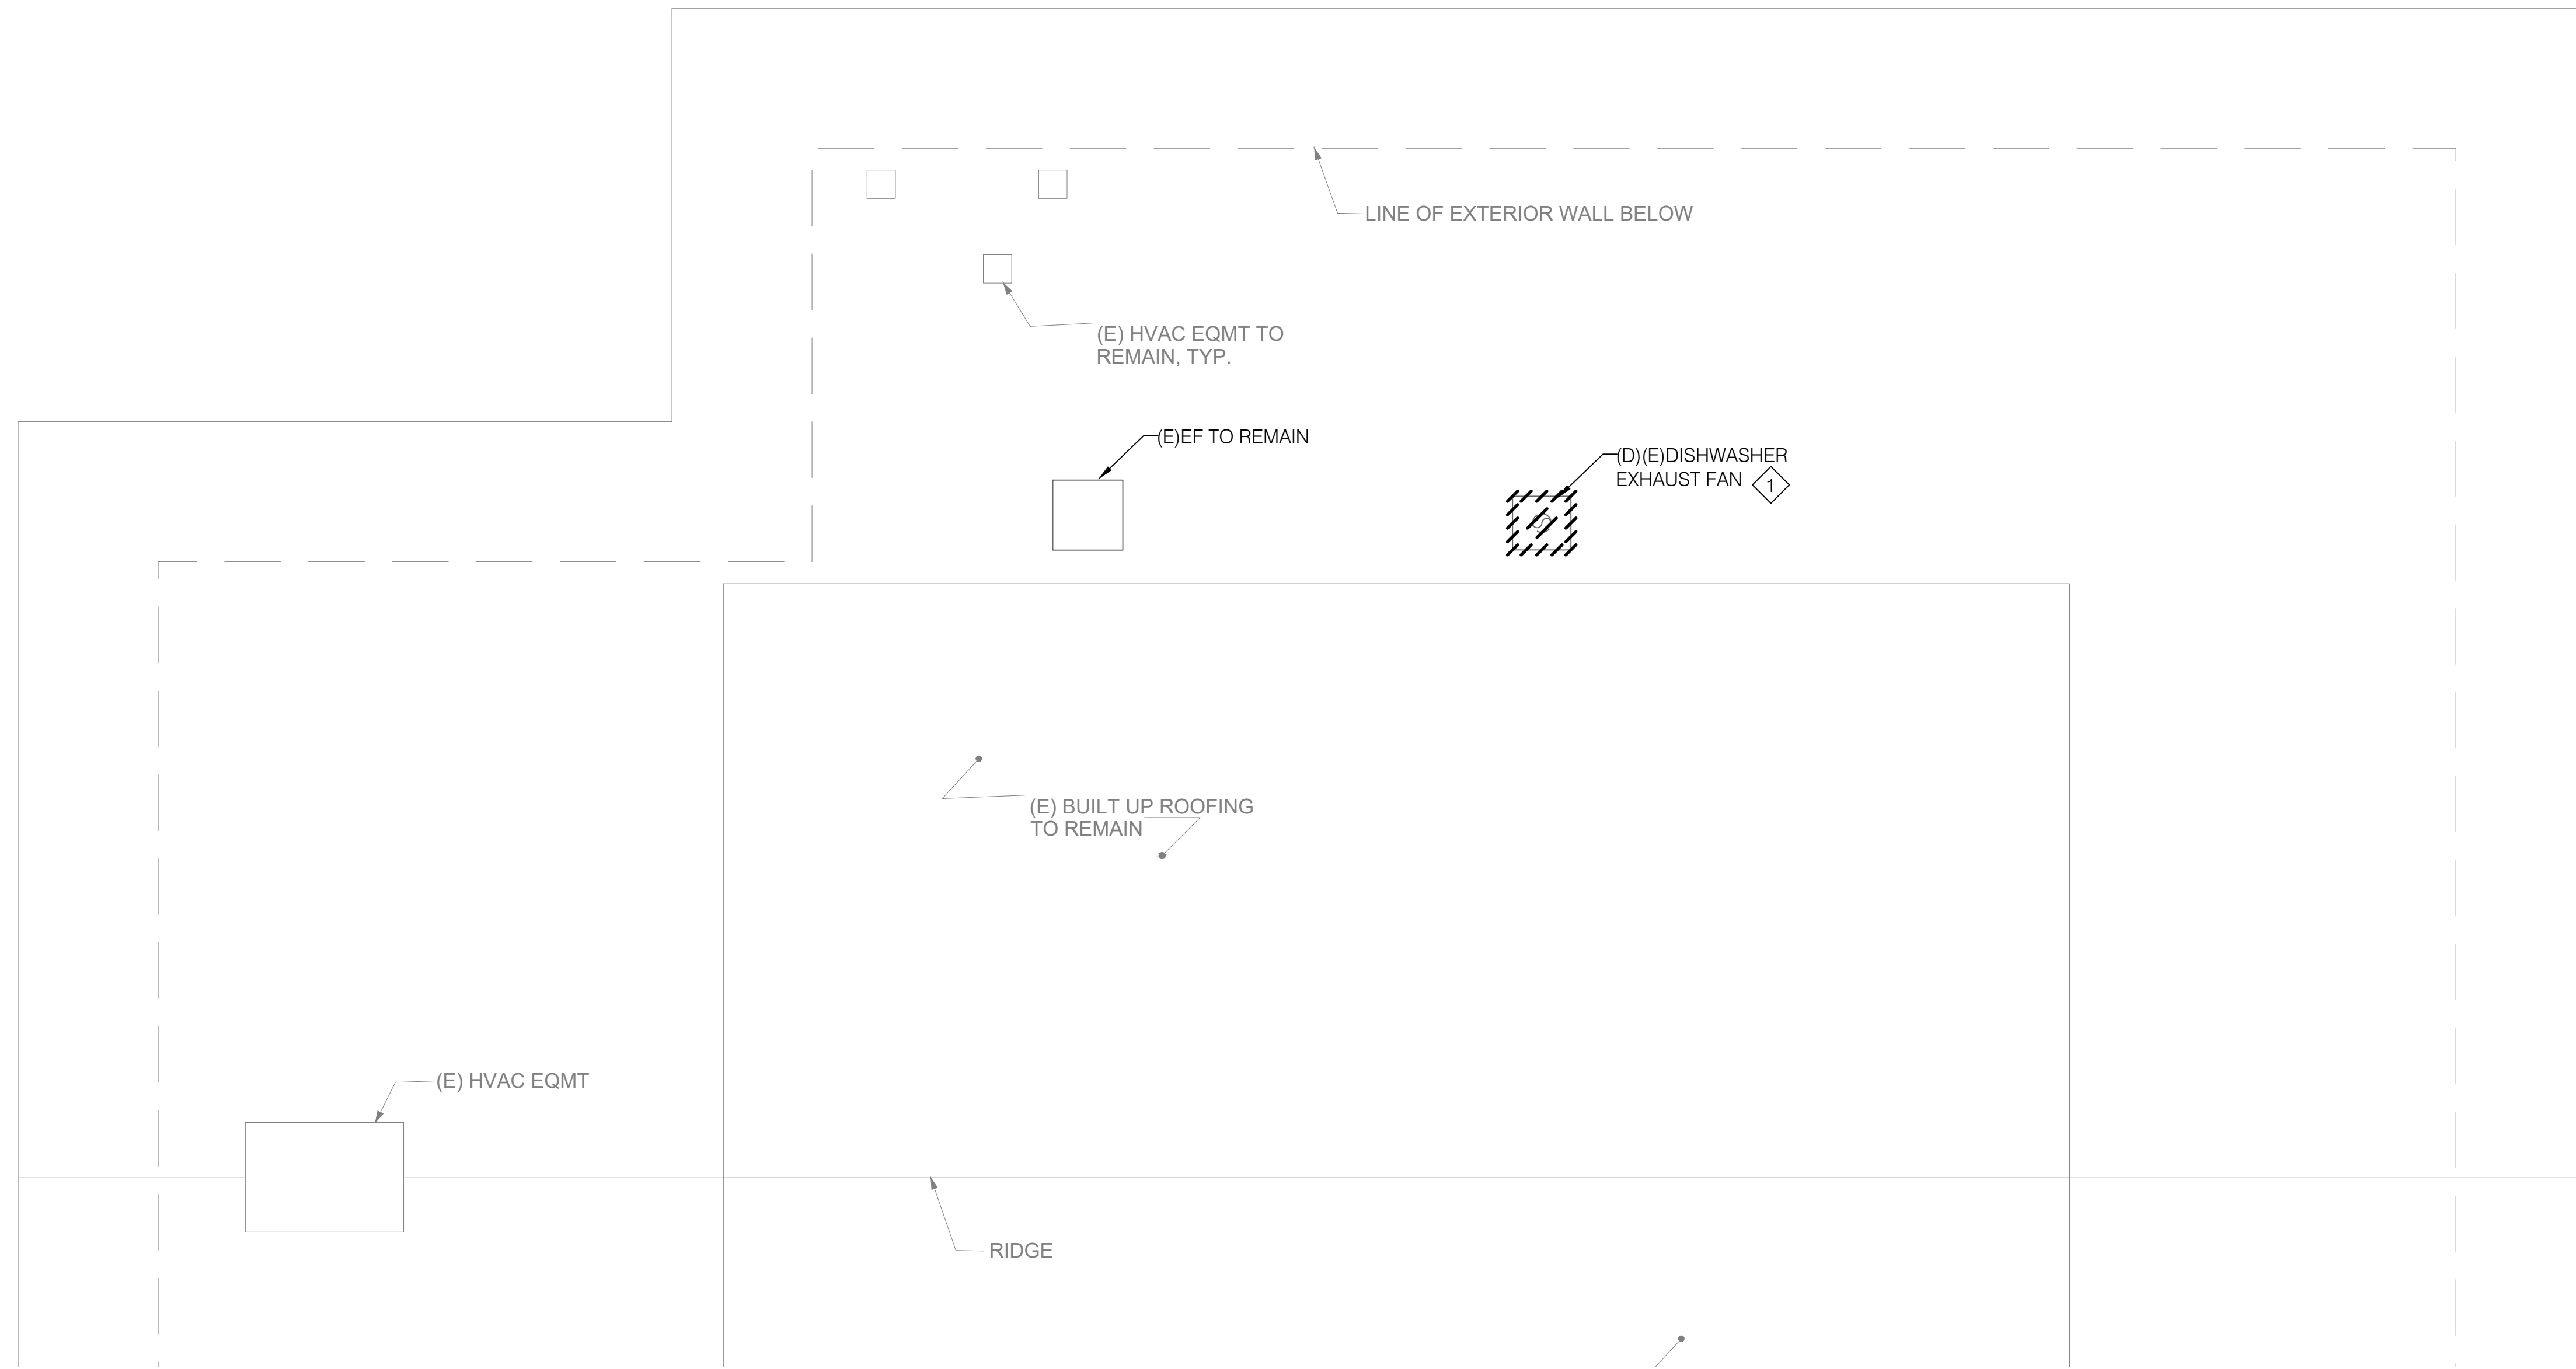 LINE OF EXTERIOR WALL BELOW
(E) HVAC EQMT TO
REMAIN, TYP.
(E)EF TO REMAIN
(D)(E)DISHWASHER
EXHAUST FAN
1
S
(E) BUILT UP ROOFING
TO REMAIN
(E) HVAC EQMT
RIDGE